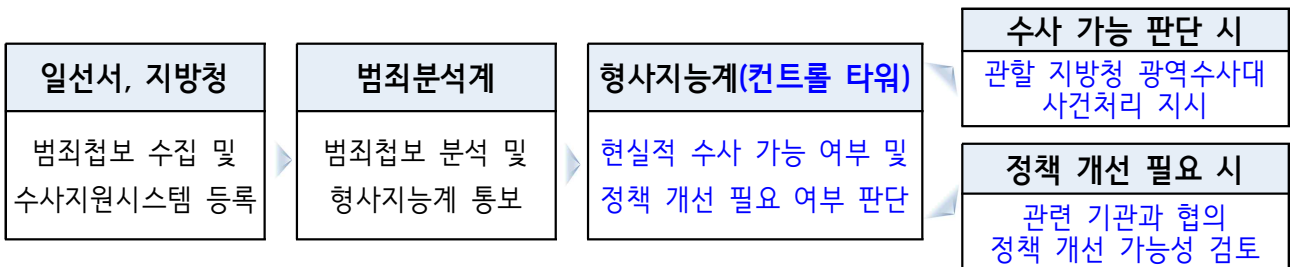 일선서, 지방청
범죄첩보 수집 및
수사지원시스템 등록
범죄분석계
범죄첩보 분석 및
형사지능계 통보
형사지능계(컨트롤 타워)
현실적 수사 가능 여부 및
정책 개선 필요 여부 판단
수사 가능 판단 시
관할 지방청 광역수사대
사건처리 지시
정책 개선 필요 시
관련 기관과 협의
정책 개선 가능성 검토